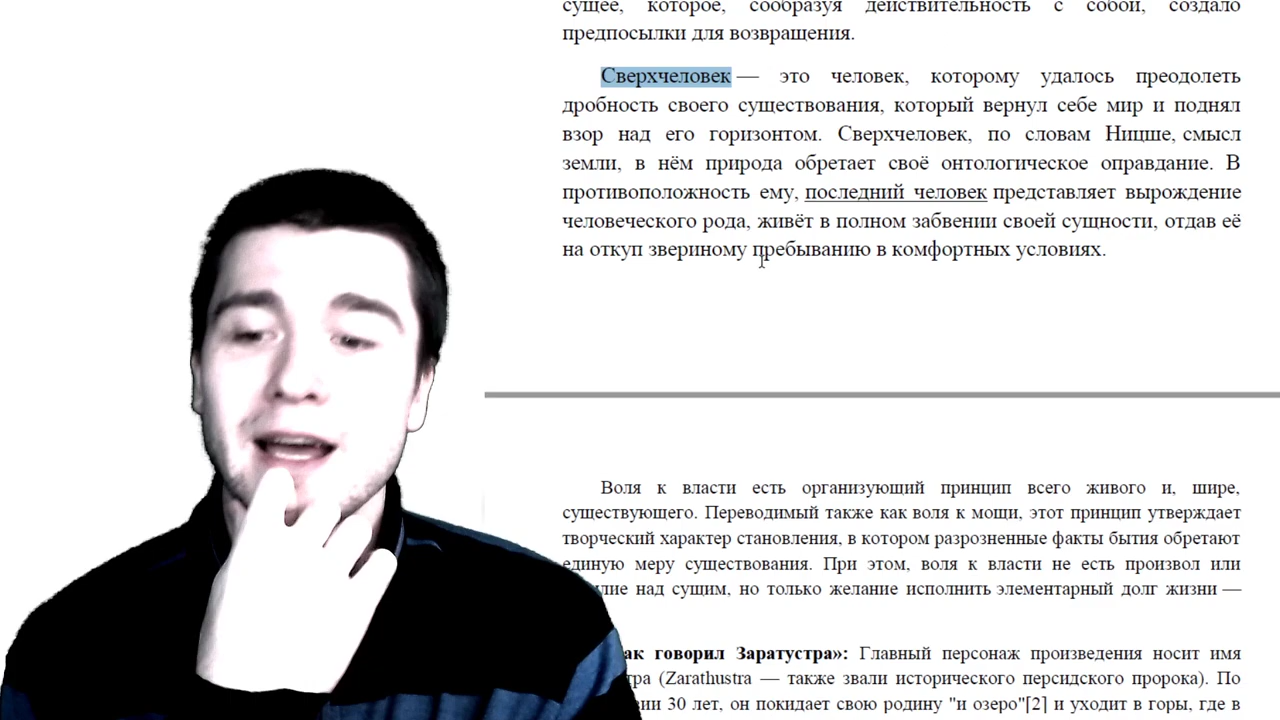 сущее, которое, сообразуя действительность с собой, создало
предпосылки для возвращения.
Сверхчеловек — это человек, которому удалось преодолеть
дробность своего существования, который вернул себе мир и поднял
взор над его горизонтом. Сверхчеловек, по словам Ницше, смысл
земли, в нём природа обретает своё онтологическое оправдание. В
противоположность ему, последний человек представляет вырождение
человеческого рода, живёт в полном забвении своей сущности, отдав её
на откуп звериному пребыванию в комфортных условиях.
Воля к власти есть организующий принцип всего живого и, шире,
существующего. Переводимый также как воля к мощи, этот принцип утверждает
творческий характер становления, в котором разрозненные факты бытия обретают
единую меру существования. При этом, воля к власти не есть произвол или
над сущим, но только желание исполнить элементарный долг жизни —
ак говорил Заратустра»: Главный персонаж произведения носит имя
тра (Zarathustra — также звали исторического персидского пророка). По
30 лет, он покидает свою родину "и озеро"[2] и уходит в горы, где в